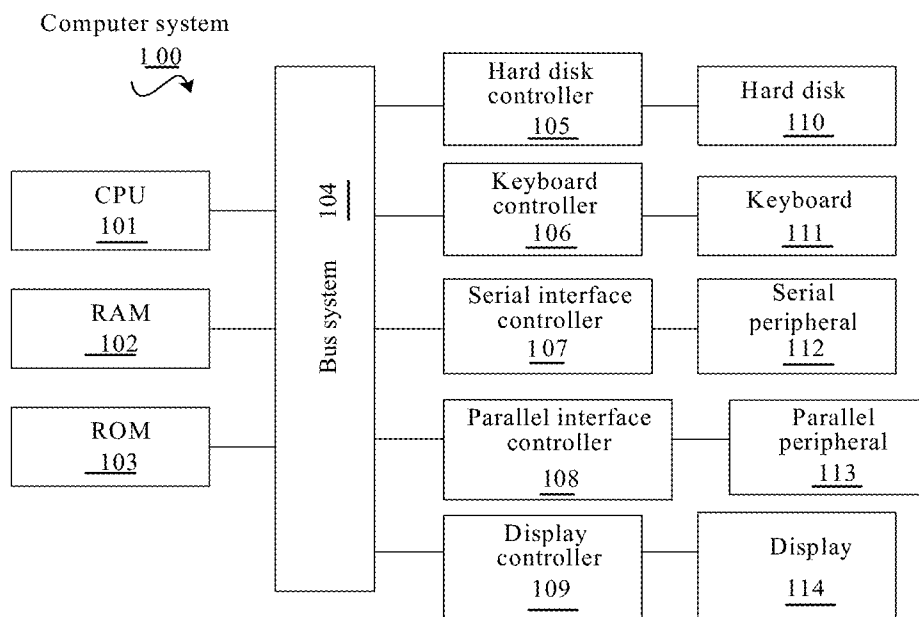 Computer system
100
CPU
101
RAM
102
ROM
103
Bus system 104
Hard disk
controller
105
Hard disk
110
Keyboard
controller
106
Keyboard
111
Serial interface
controller
107
Serial
peripheral
112
Parallel interface
controller
108
Parallel
peripheral
113
Display
controller
109
Display
114